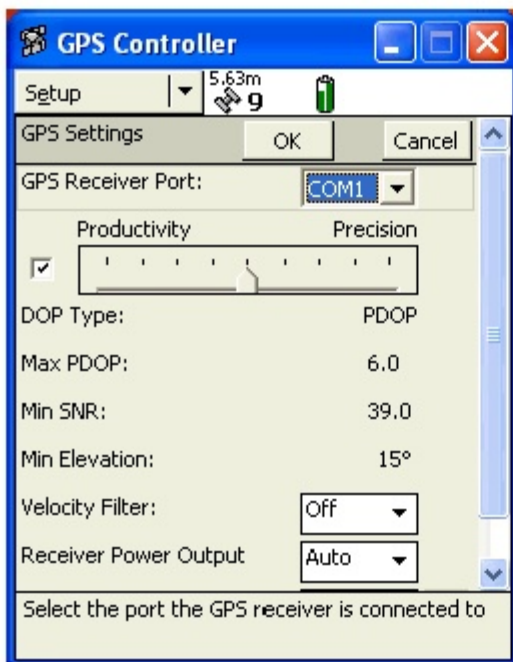 GPS Controller
Setup 5.63m 9
GPS Settings OK Cancel
GPS Receiver Port: COM1
Productivity Precision
DOP Type: PDOP
Max PDOP: 6.0
Min SNR: 39.0
Min Elevation: 15°
Velocity Filter: Off
Receiver Power Output Auto
Select the port the GPS receiver is connected to